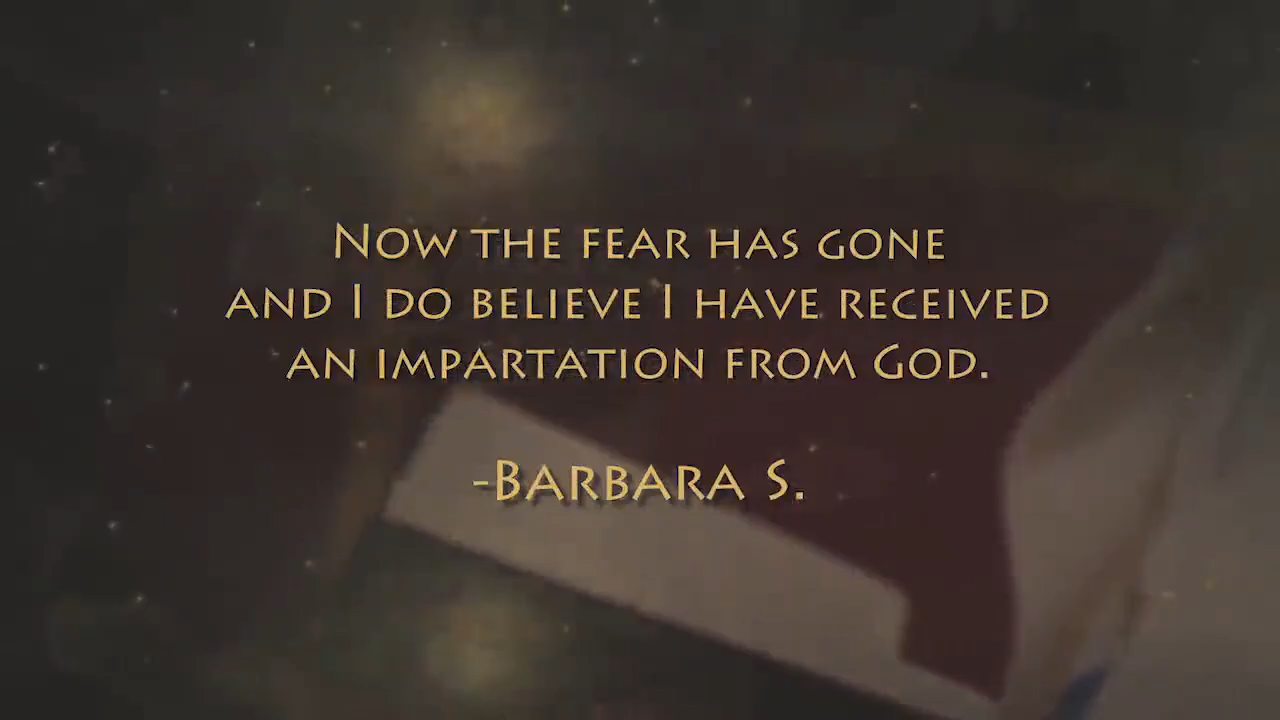 Now the fear has gone
and I do believe I have received
an impartation from God.
-Barbara S.